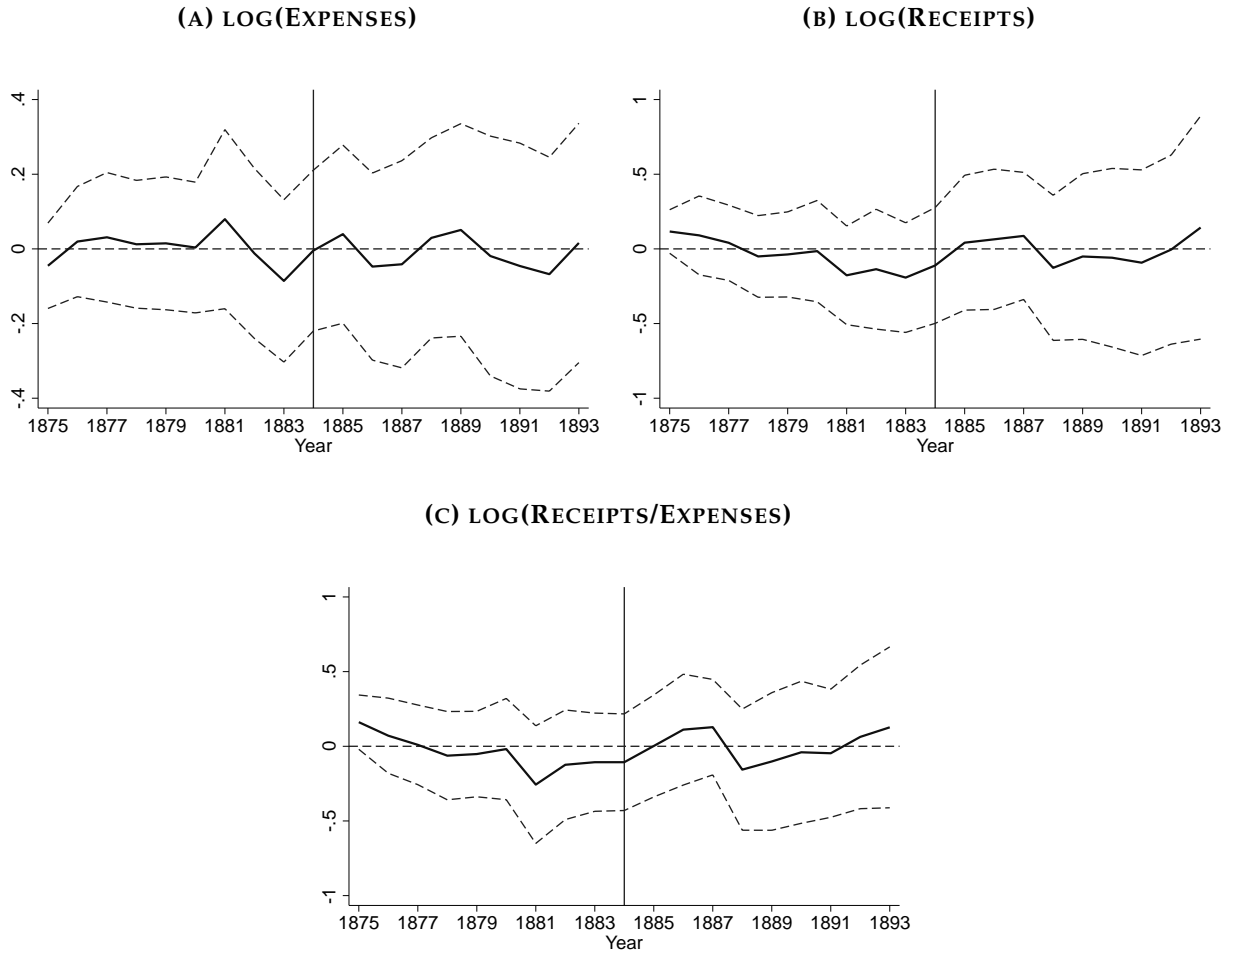 (A) LOG(EXPENSES)
.4
.2
0
-.2
-.4
1875 1877 1879 1881 1883 1885 1887 1889 1891 1893
Year
(B) LOG(RECEIPTS)
1
.5
0
-.5
-1
1875 1877 1879 1881 1883 1885 1887 1889 1891 1893
Year
(C) LOG(RECEIPTS/EXPENSES)
1
.5
0
-.5
-1
1875 1877 1879 1881 1883 1885 1887 1889 1891 1893
Year